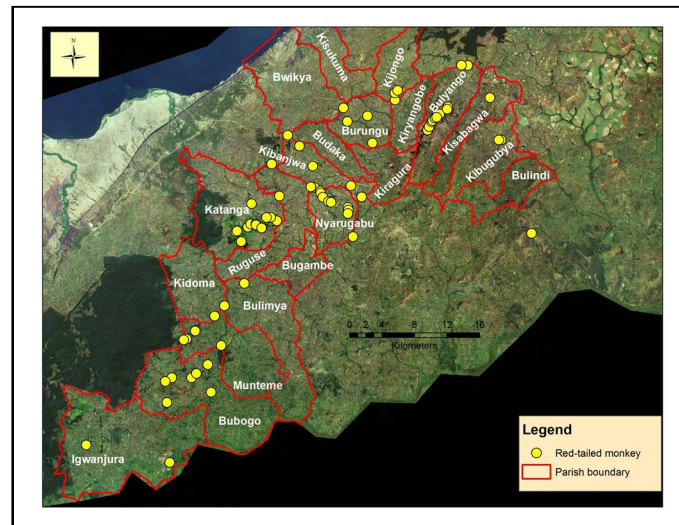 N
Kisukuma
Kijongo
Bwikya
Kiryangobe
Bulyango
Burungu
Kisabagwa
Budaka
Kibanjwa
Kibugubya
Kiragura
Bulindi
Katanga
Nyarugabu
Ruguse
Bugambe
Kidoma
Bulimya
0 2 4 8 12 16
Kilometers
Munteme
Bubogo
Igwanjura
Legend
Red-tailed monkey
Parish boundary